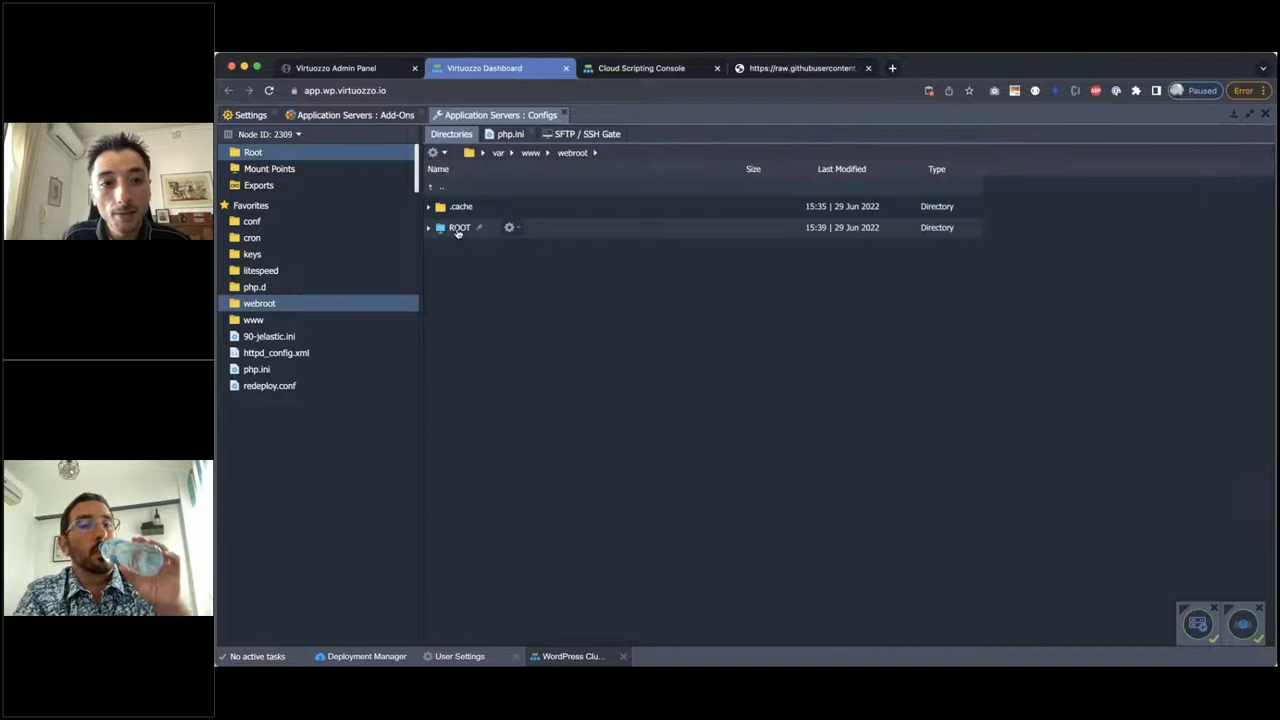 Virtuozzo Admin Panel
Virtuozzo Dashboard
Cloud Scripting Console
https://raw.githubusercontent.
app.wp.virtuozzo.io
Paused
Error
Settings
Application Servers : Add-Ons
Application Servers : Configs
Node ID: 2309
Directories
php.ini
SFTP / SSH Gate
Root
var
www
webroot
Mount Points
Name
Size
Last Modified
Type
Exports
..
Favorites
.cache
15:35 | 29 Jun 2022
Directory
conf
ROOT
15:39 | 29 Jun 2022
Directory
cron
keys
litespeed
php.d
webroot
www
90-jelastic.ini
httpd_config.xml
php.ini
redeploy.conf
No active tasks
Deployment Manager
User Settings
WordPress Clu...